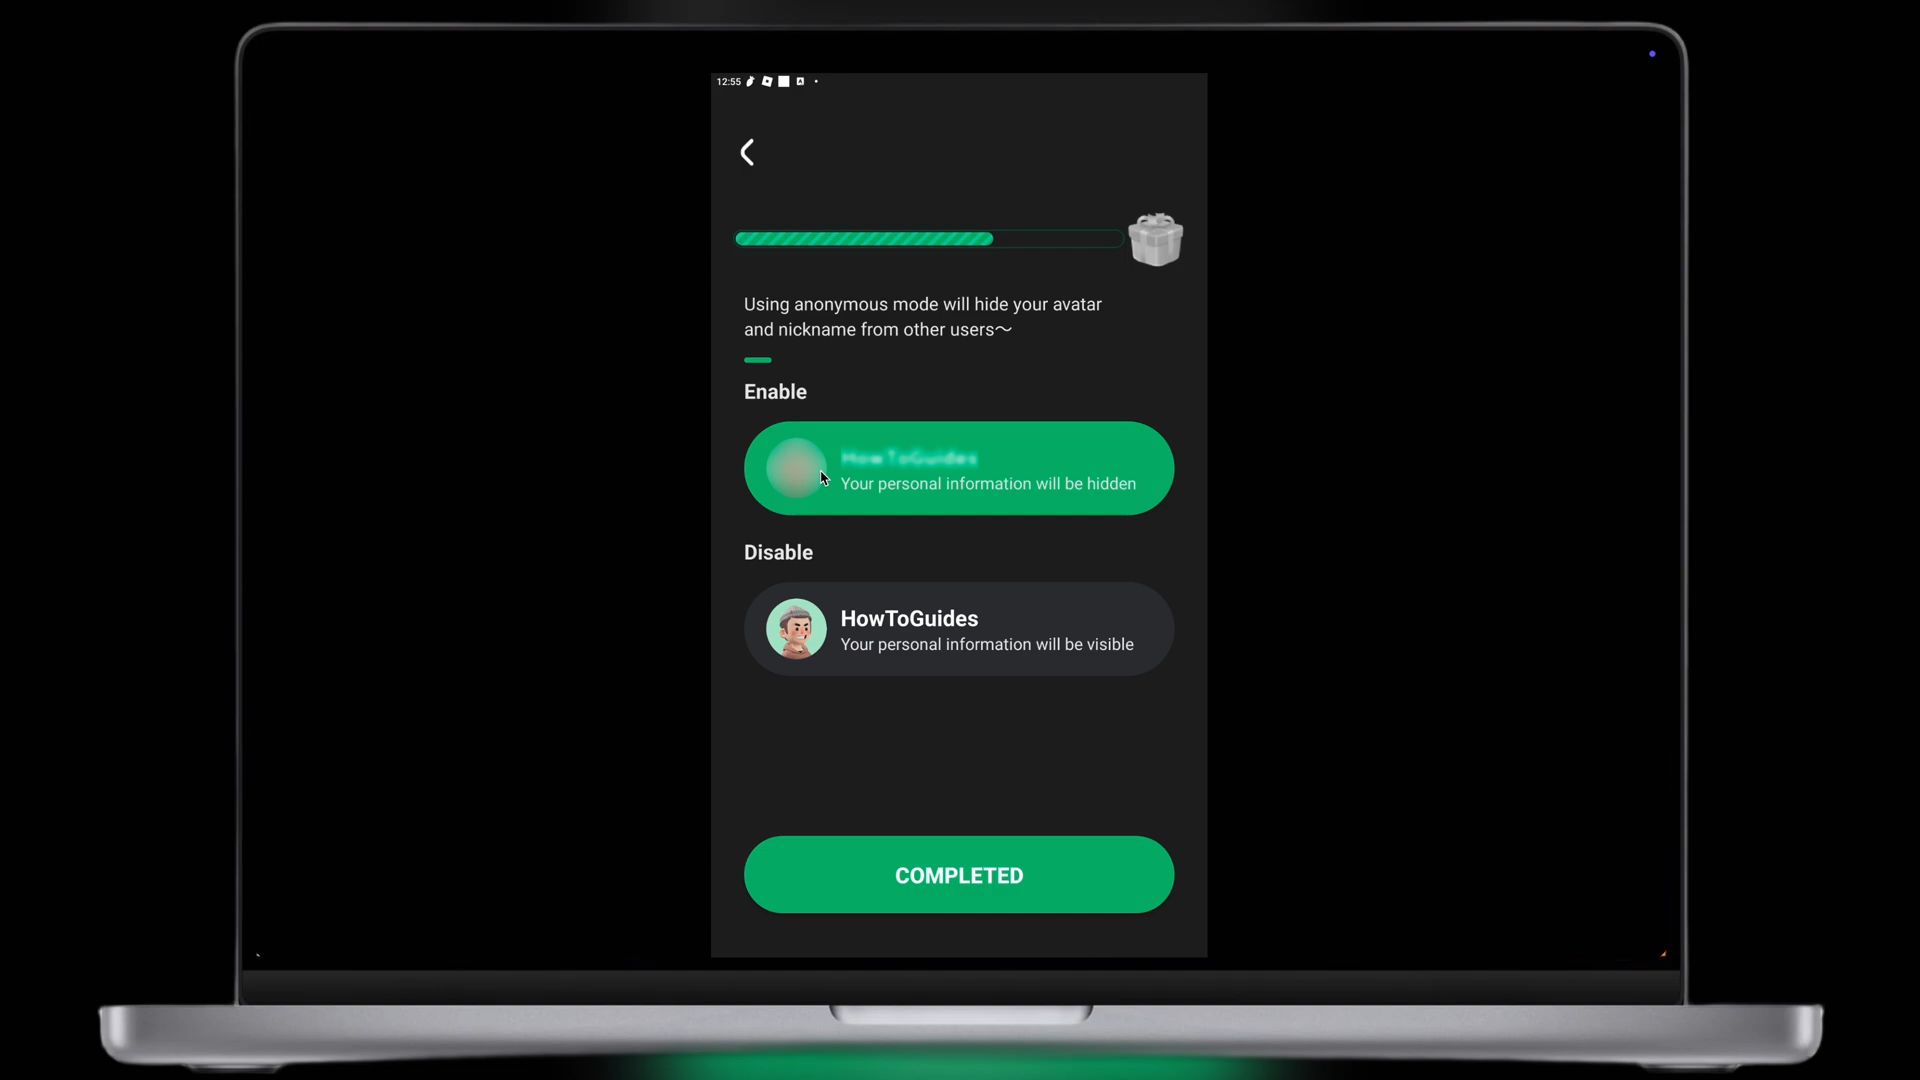 12:55
Using anonymous mode will hide your avatar
and nickname from other users～
Enable
HowToGuides
Your personal information will be hidden
Disable
HowToGuides
Your personal information will be visible
COMPLETED